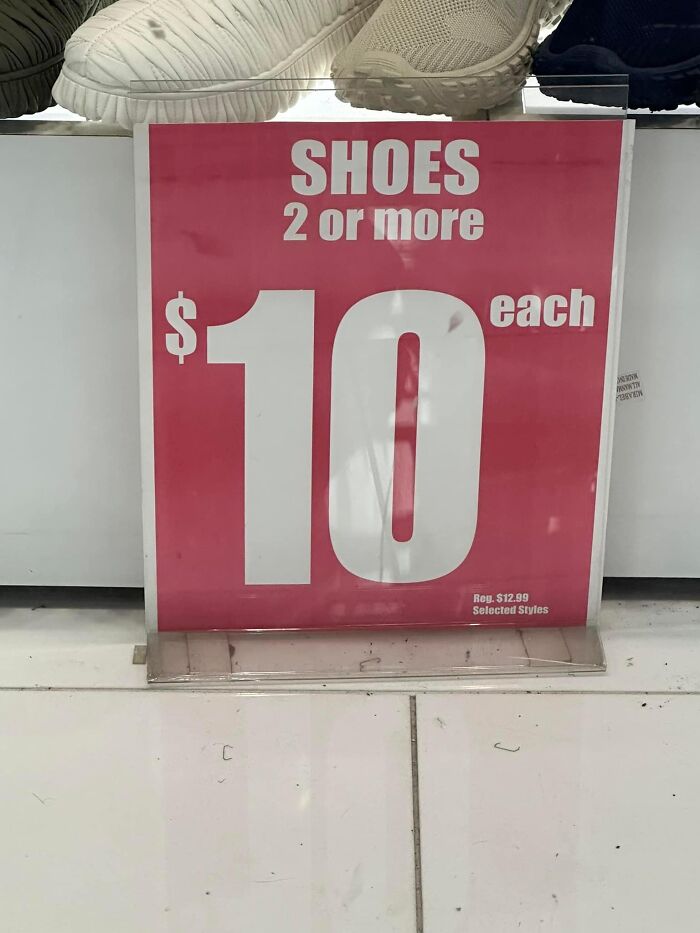 SHOES
2 or more
$10 each
Reg. $12.99
Selected Styles